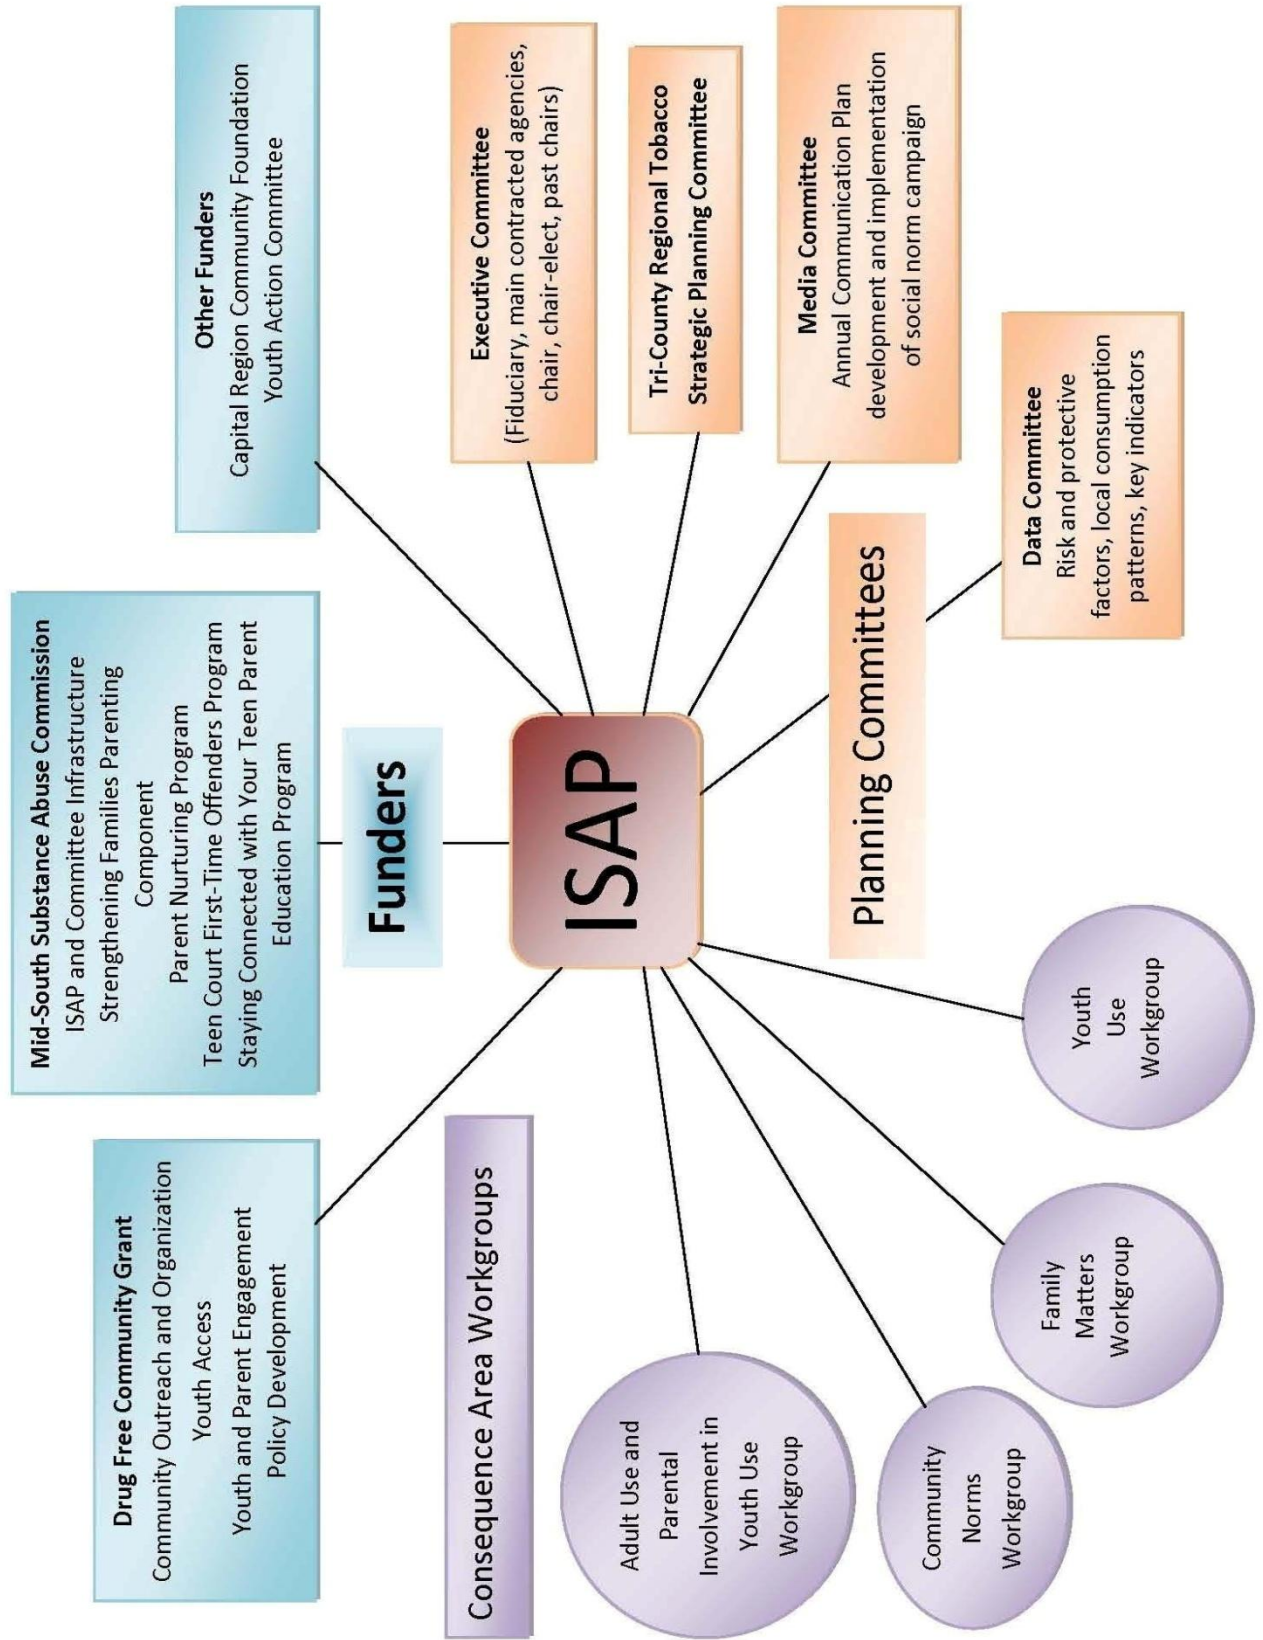 Drug Free Community Grant
Community Outreach and Organization
Youth Access
Youth and Parent Engagement
Policy Development
Mid-South Substance Abuse Commission
ISAP and Committee Infrastructure
Strengthening Families Parenting
Component
Parent Nurturing Program
Teen Court First-Time Offenders Program
Staying Connected with Your Teen Parent
Education Program
Other Funders
Capital Region Community Foundation
Youth Action Committee
Funders
ISAP
Consequence Area Workgroups
Adult Use and
Parental
Involvement in
Youth Use
Workgroup
Community
Norms
Workgroup
Family
Matters
Workgroup
Youth
Use
Workgroup
Planning Committees
Executive Committee
(Fiduciary, main contracted agencies,
chair, chair-elect, past chairs)
Tri-County Regional Tobacco
Strategic Planning Committee
Media Committee
Annual Communication Plan
development and implementation
of social norm campaign
Data Committee
Risk and protective
factors, local consumption
patterns, key indicators